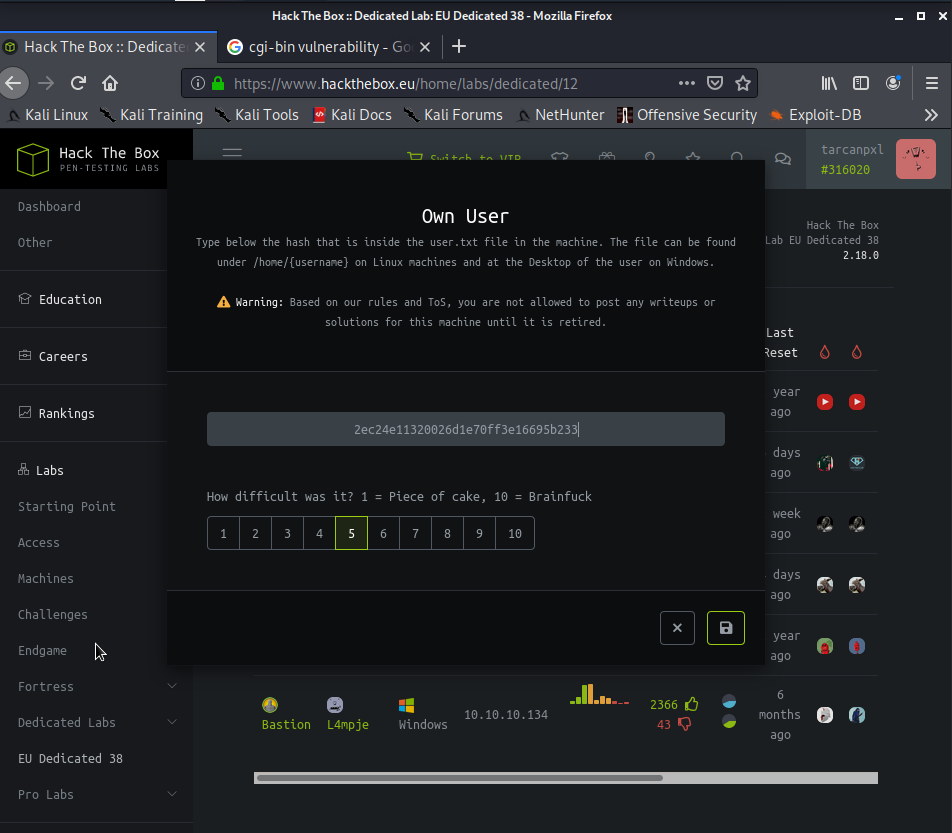 Hack The Box :: Dedicated Lab: EU Dedicated 38 - Mozilla Firefox
Hack The Box :: Dedicate
cgi-bin vulnerability - Go
https://www.hackthebox.eu/home/labs/dedicated/12
Kali Linux Kali Training Kali Tools Kali Docs Kali Forums NetHunter Offensive Security Exploit-DB
Hack The Box
PEN-TESTING LABS
Switch to VIP
tarcanpxl
#316020
Dashboard
Other
Education
Careers
Rankings
Labs
Starting Point
Access
Machines
Challenges
Endgame
Fortress
Dedicated Labs
EU Dedicated 38
Pro Labs
Hack The Box
Lab EU Dedicated 38
2.18.0
Own User
Type below the hash that is inside the user.txt file in the machine. The file can be found
under /home/{username} on Linux machines and at the Desktop of the user on Windows.
Warning: Based on our rules and ToS, you are not allowed to post any writeups or
solutions for this machine until it is retired.
2ec24e11320026d1e70ff3e16695b233
How difficult was it? 1 = Piece of cake, 10 = Brainfuck
1 2 3 4 5 6 7 8 9 10
Last
Reset
year
ago
days
ago
week
ago
days
ago
year
ago
Bastion L4mpje Windows 10.10.10.134 2366 43
6
months
ago